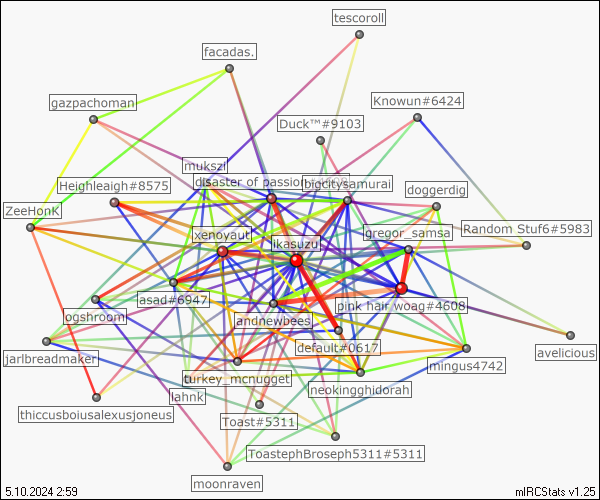 tescoroll
facadas.
gazpachoman
Knowun#6424
Duck™#9103
mukszi
disaster of passion
bigcitysamurai
Heighleigh#8575
doggerdig
ZeeHonK
Random Stuf6#5983
gregor_samsa
xenoyaut
ikasuzu
asad#6947
pink hair woag#4608
ogshroom
andnewbees
default#0617
jarlbreadmaker
avelicious
mingus4742
turkey_mcnugget
neokingghidorah
lahnk
thiccusboiusalexusjoneus
Toast#5311
ToastephBroseph5311#5311
moonraven
5.10.2024 2:59
mIRCStats v1.25